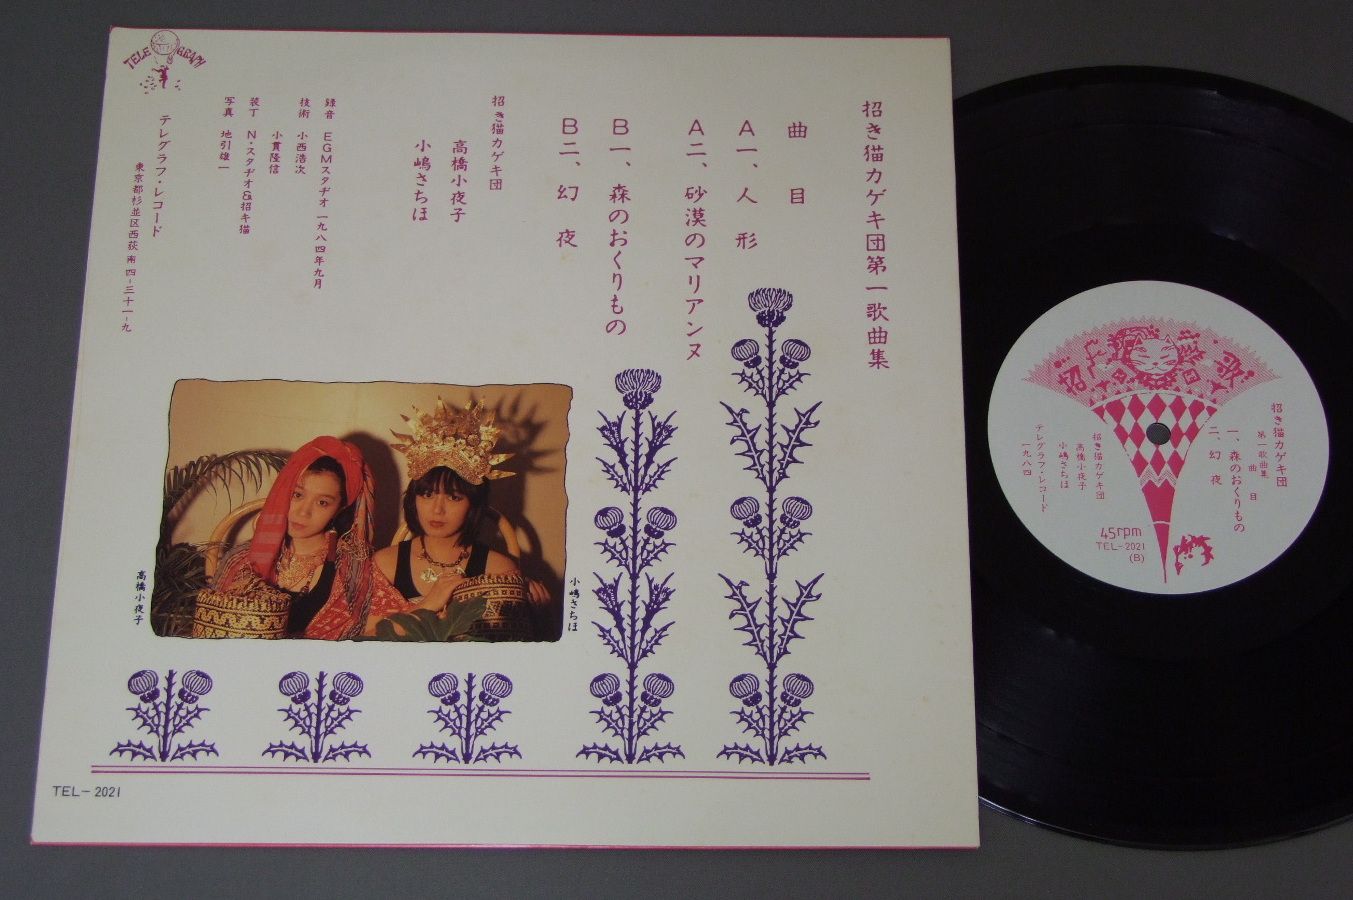 招き猫カゲキ団第一歌曲集
曲目
A一、人形
A二、砂漠のマリアンヌ
B一、森のおくりもの
B二、幻夜
招き猫カゲキ団
高橋小夜子
小嶋さちほ
録音 EGMスタヂオ 一九八四年九月
技術 小西浩次
小貫隆信
装丁 N・スタヂオ&招キ猫
写真 地引雄一
TELEGRAPH
テレグラフ・レコード
東京都杉並区西荻南四-三十一-九
高橋小夜子
小嶋さちほ
TEL-2021
招き猫
招き猫カゲキ団
第一歌曲集
曲目
一、森のおくりもの
二、幻夜
招き猫カゲキ団
高橋小夜子
小嶋さちほ
テレグラフ・レコード
一九八四
45rpm
TEL-2021
(B)